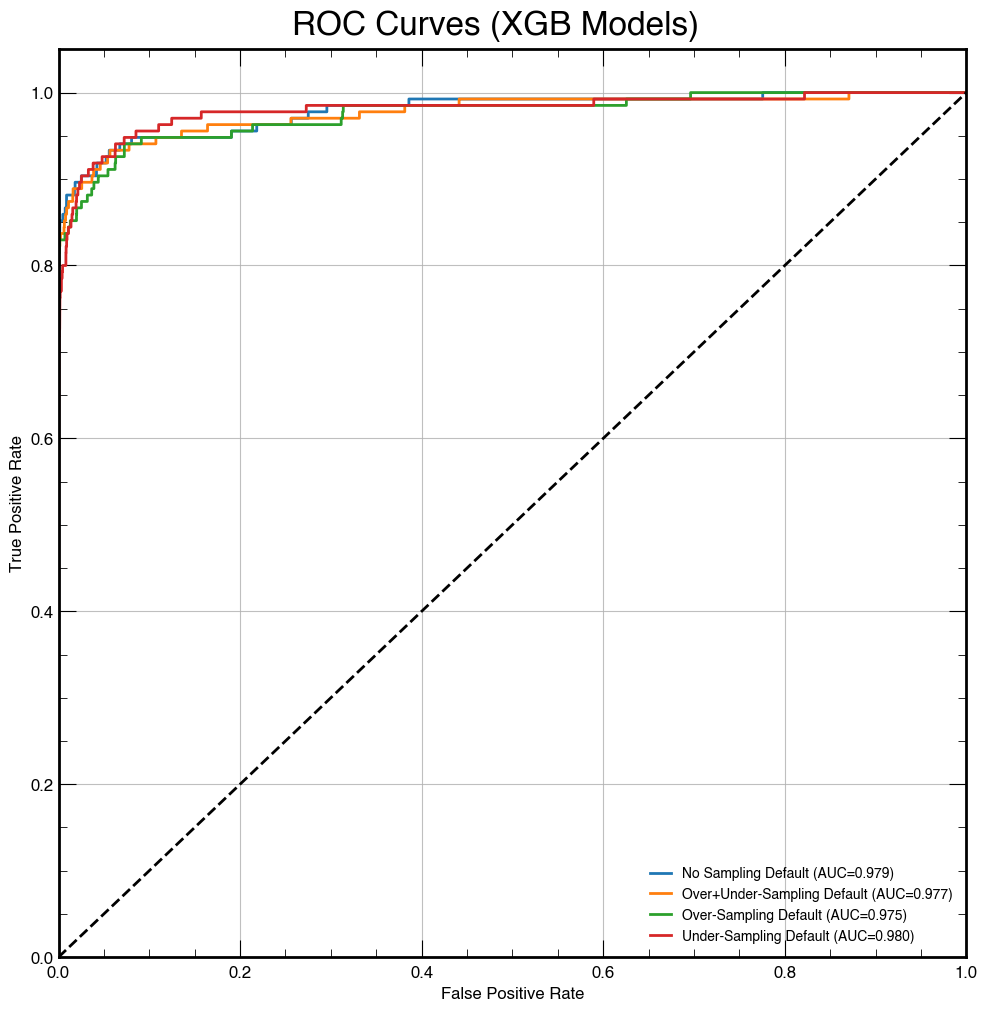 ROC Curves (XGB Models)
1.0
0.8
0.6
0.4
0.2
0.0
True Positive Rate
No Sampling Default (AUC=0.979)
Over+Under-Sampling Default (AUC=0.977)
Over-Sampling Default (AUC=0.975)
Under-Sampling Default (AUC=0.980)
0.0 0.2 0.4 0.6 0.8 1.0
False Positive Rate